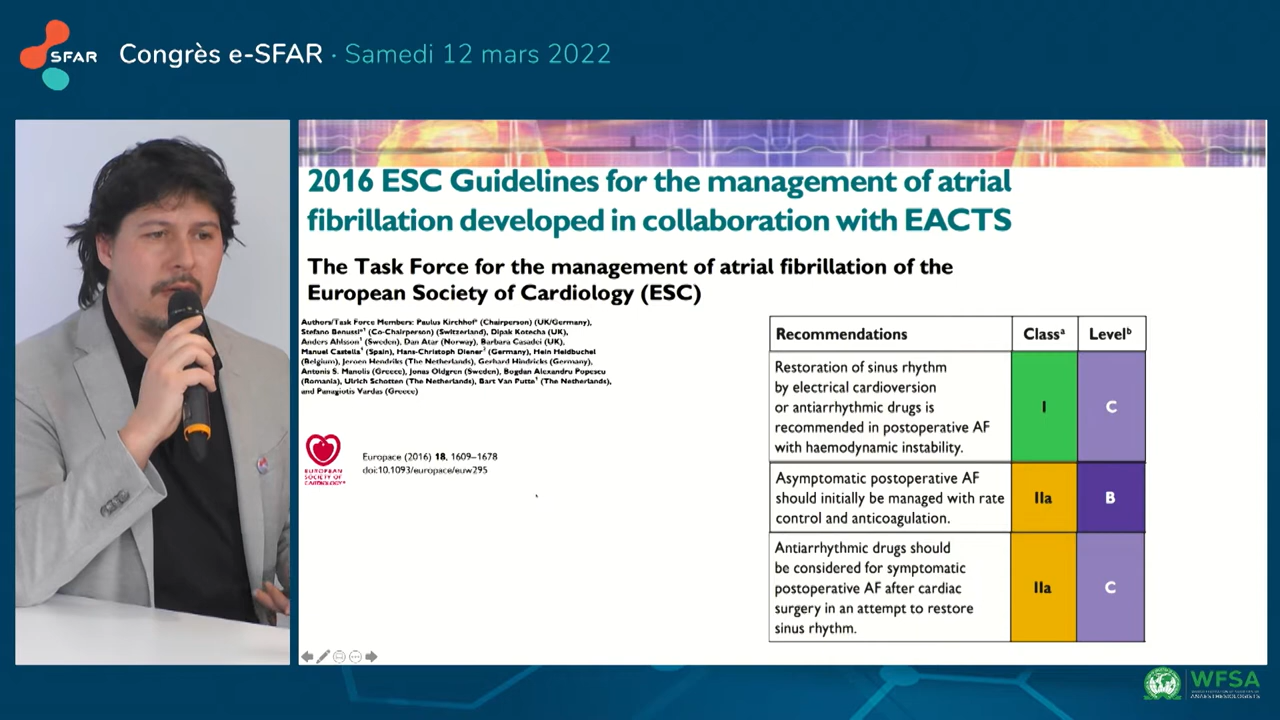 SFAR
Congrès e-SFAR · Samedi 12 mars 2022
2016 ESC Guidelines for the management of atrial
fibrillation developed in collaboration with EACTS
The Task Force for the management of atrial fibrillation of the
European Society of Cardiology (ESC)
Authors/Task Force Members: Paulus Kirchhof* (Chairperson) (UK/Germany),
Stefano Benussi*¹ (Co-Chairperson) (Switzerland), Dipak Kotecha (UK),
Anders Ahlsson¹ (Sweden), Dan Atar (Norway), Barbara Casadei (UK),
Manuel Castella¹ (Spain), Hans-Christoph Diener² (Germany), Hein Heidbuchel
(Belgium), Jeroen Hendriks (The Netherlands), Gerhard Hindricks (Germany),
Antonis S. Manolis (Greece), Jonas Oldgren (Sweden), Bogdan Alexandru Popescu
(Romania), Ulrich Schotten (The Netherlands), Bart Van Putte¹ (The Netherlands),
and Panagiotis Vardas (Greece)
EUROPEAN
SOCIETY OF
CARDIOLOGY®
Europace (2016) 18, 1609–1678
doi:10.1093/europace/euw295
Recommendations Classᵃ Levelᵇ
Restoration of sinus rhythm
by electrical cardioversion
or antiarrhythmic drugs is
recommended in postoperative AF
with haemodynamic instability.
I C
Asymptomatic postoperative AF
should initially be managed with rate
control and anticoagulation.
IIa B
Antiarrhythmic drugs should
be considered for symptomatic
postoperative AF after cardiac
surgery in an attempt to restore
sinus rhythm.
IIa C
WFSA
ANAESTHESIOLOGISTS